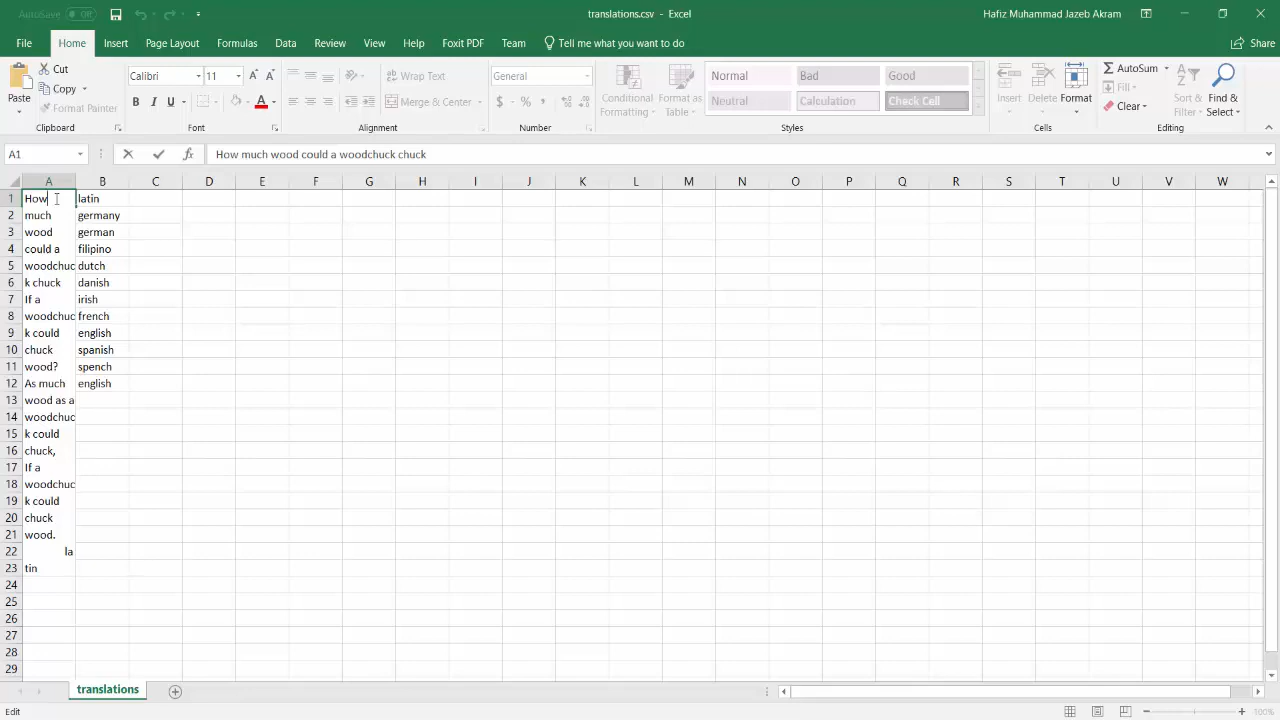 AutoSave Off
translations.csv - Excel
Hafiz Muhammad Jazeb Akram
File Home Insert Page Layout Formulas Data Review View Help Foxit PDF Team Tell me what you want to do Share
Paste
Cut
Copy
Format Painter
Calibri 11
B I U
Wrap Text
Merge & Center
General
$ % ,
Conditional Formatting
Format as Table
Normal Bad Good
Neutral Calculation Check Cell
Insert Delete Format
AutoSum
Fill
Clear
Sort & Filter
Find & Select
Clipboard Font Alignment Number Styles Cells Editing
A1 fx How much wood could a woodchuck chuck
A B C D E F G H I J K L M N O P Q R S T U V W
1 How latin
2 much germany
3 wood german
4 could a filipino
5 woodchuc dutch
6 k chuck danish
7 If a irish
8 woodchuc french
9 k could english
10 chuck spanish
11 wood? spench
12 As much english
13 wood as a
14 woodchuc
15 k could
16 chuck,
17 If a
18 woodchuc
19 k could
20 chuck
21 wood.
22 la
23 tin
24
25
26
27
28
29
translations
Edit
100%